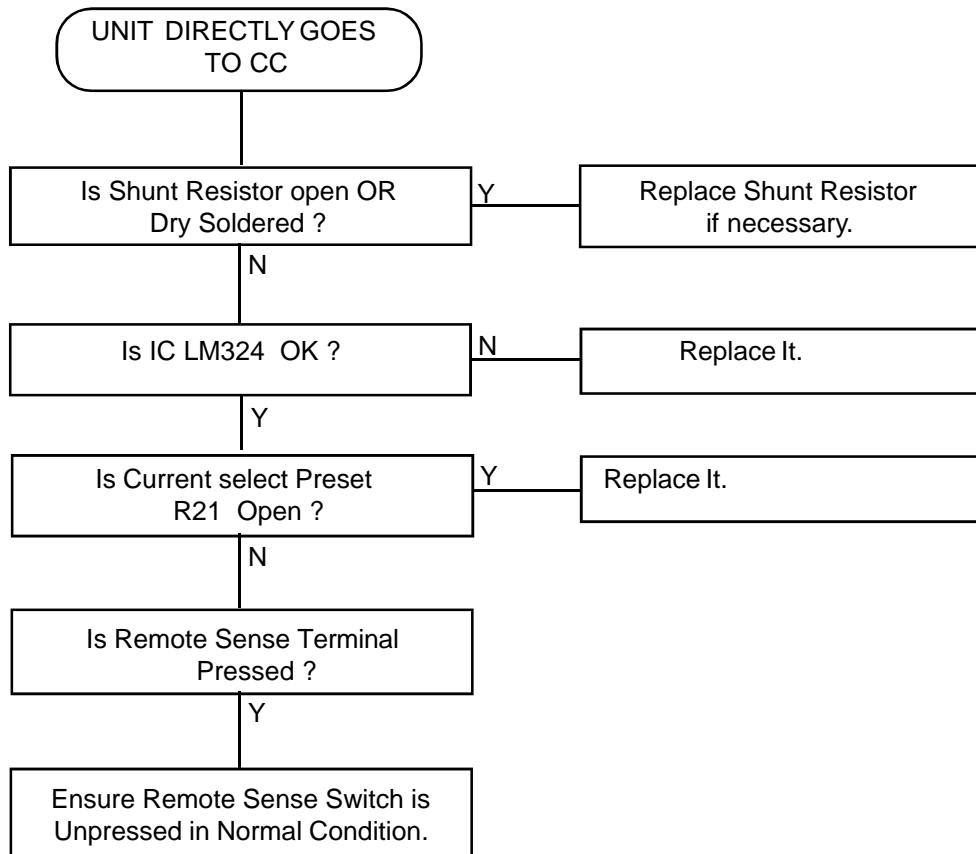 UNIT DIRECTLY GOES
TO CC
Is Shunt Resistor open OR
Dry Soldered ?
Y
Replace Shunt Resistor
if necessary.
N
Is IC LM324 OK ?
N
Replace It.
Y
Is Current select Preset
R21 Open ?
Y
Replace It.
N
Is Remote Sense Terminal
Pressed ?
Y
Ensure Remote Sense Switch is
Unpressed in Normal Condition.